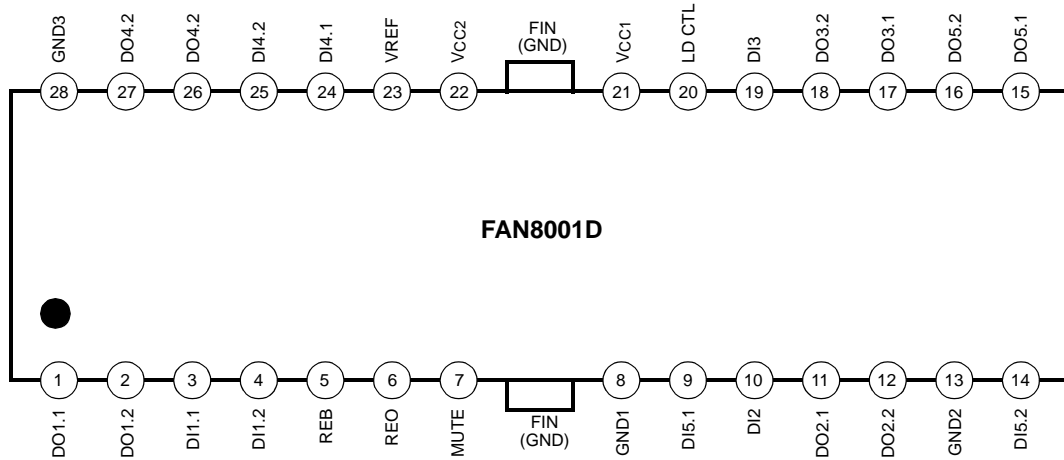 GND3
DO4.2
DO4.2
DI4.2
DI4.1
VREF
VCC2
FIN
(GND)
VCC1
LD CTL
DI3
DO3.2
DO3.1
DO5.2
DO5.1
28
27
26
25
24
23
22
21
20
19
18
17
16
15
FAN8001D
1
2
3
4
5
6
7
8
9
10
11
12
13
14
DO1.1
DO1.2
DI1.1
DI1.2
REB
REO
MUTE
FIN
(GND)
GND1
DI5.1
DI2
DO2.1
DO2.2
GND2
DI5.2